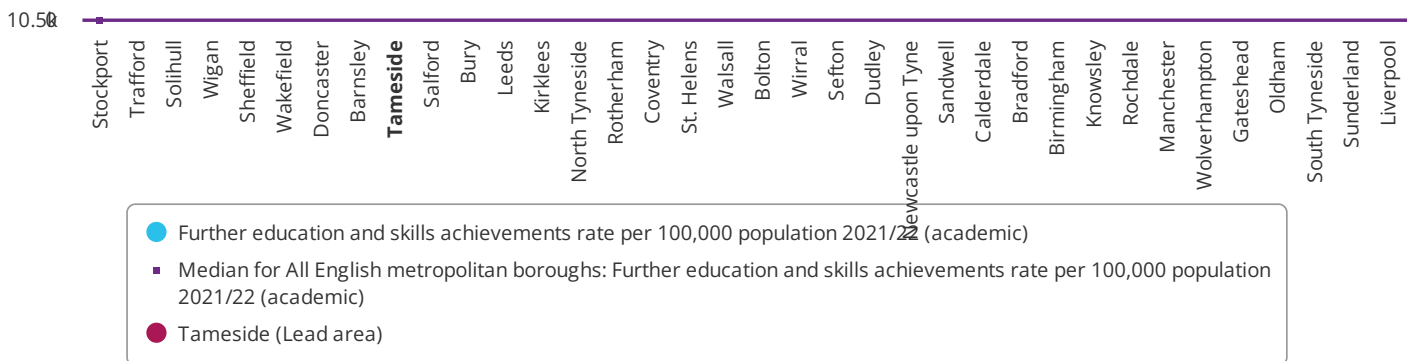 10.5k
0
Stockport
Trafford
Solihull
Wigan
Sheffield
Wakefield
Doncaster
Barnsley
Tameside
Salford
Bury
Leeds
Kirklees
North Tyneside
Rotherham
Coventry
St. Helens
Walsall
Bolton
Wirral
Sefton
Dudley
Newcastle upon Tyne
Sandwell
Calderdale
Bradford
Birmingham
Knowsley
Rochdale
Manchester
Wolverhampton
Gateshead
Oldham
South Tyneside
Sunderland
Liverpool
Further education and skills achievements rate per 100,000 population 2021/22 (academic)
Median for All English metropolitan boroughs: Further education and skills achievements rate per 100,000 population
2021/22 (academic)
Tameside (Lead area)